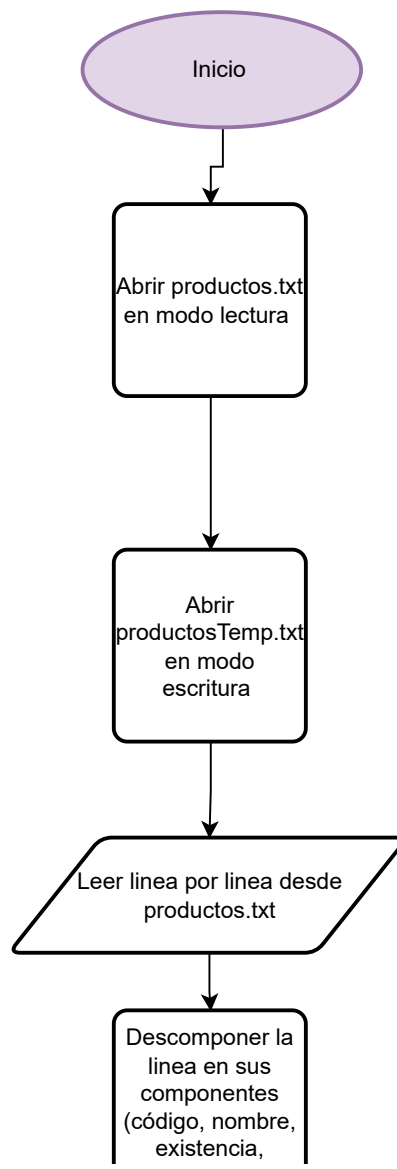 Inicio
Abrir productos.txt
en modo lectura
Abrir
productosTemp.txt
en modo
escritura
Leer linea por linea desde
productos.txt
Descomponer la
linea en sus
componentes
(código, nombre,
existencia,